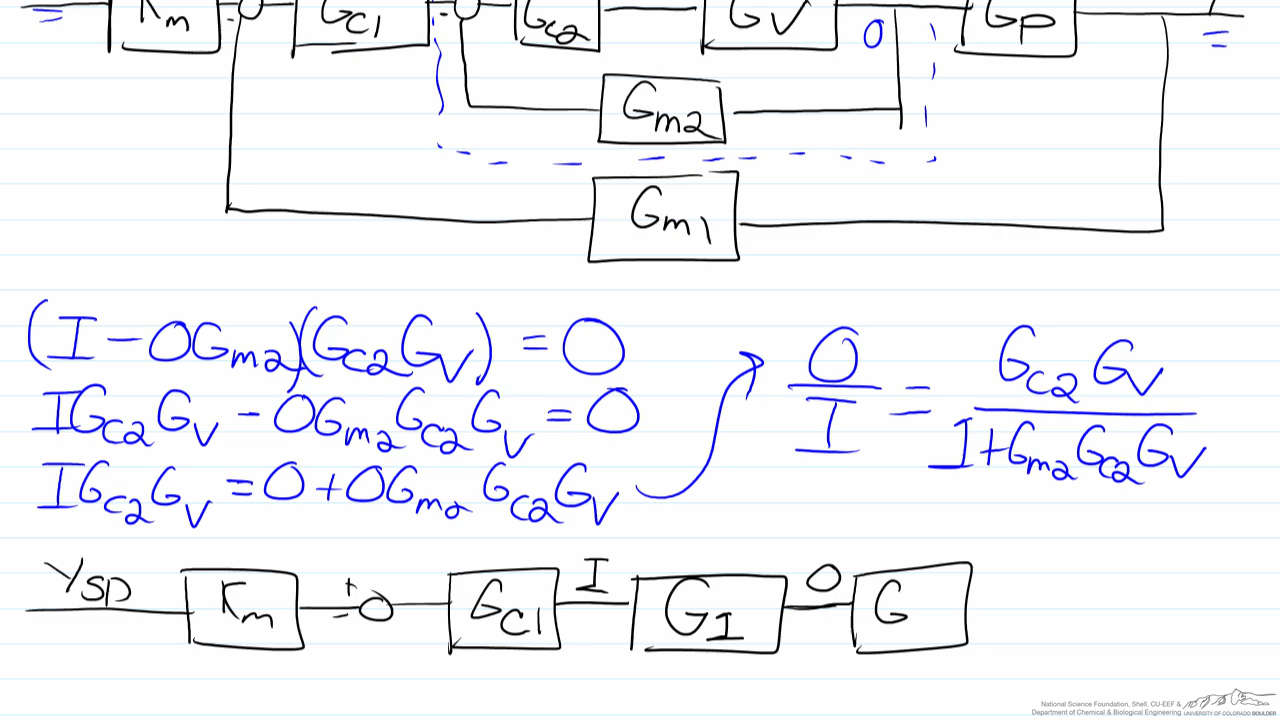 Km Gc1 Gc2 Gv O Gp
Gm2
Gm1
(I - OGm2)(Gc2Gv) = O
IGc2Gv - OGm2Gc2Gv = O
IGc2Gv = O + OGm2Gc2Gv
O/I = Gc2Gv / I+Gm2Gc2Gv
Ysp Km + - Gc1 I GI O G
National Science Foundation, Shell, CU-EEF &
Department of Chemical & Biological Engineering UNIVERSITY OF COLORADO BOULDER